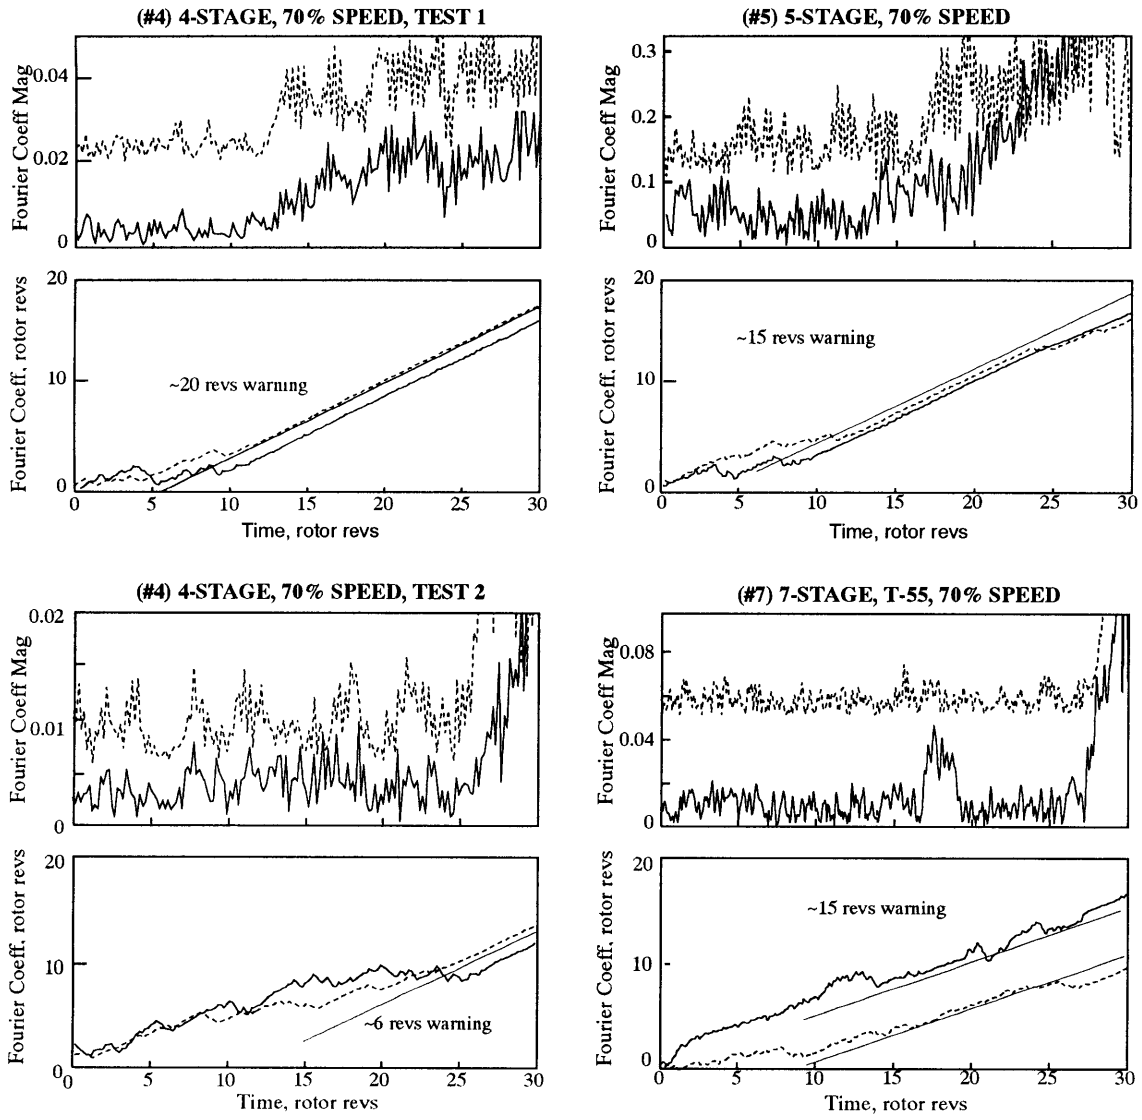 (#4) 4-STAGE, 70% SPEED, TEST 1
Fourier Coeff Mag
0.04
0.02
0
Fourier Coeff, rotor revs
20
10
0
~20 revs warning
0 5 10 15 20 25 30
Time, rotor revs
(#5) 5-STAGE, 70% SPEED
Fourier Coeff Mag
0.3
0.2
0.1
0
Fourier Coeff, rotor revs
20
10
0
~15 revs warning
0 5 10 15 20 25 30
Time, rotor revs
(#4) 4-STAGE, 70% SPEED, TEST 2
Fourier Coeff Mag
0.02
0.01
0
Fourier Coeff, rotor revs
20
10
0
~6 revs warning
0 5 10 15 20 25 30
Time, rotor revs
(#7) 7-STAGE, T-55, 70% SPEED
Fourier Coeff Mag
0.08
0.04
0
Fourier Coeff, rotor revs
20
10
0
~15 revs warning
0 5 10 15 20 25 30
Time, rotor revs